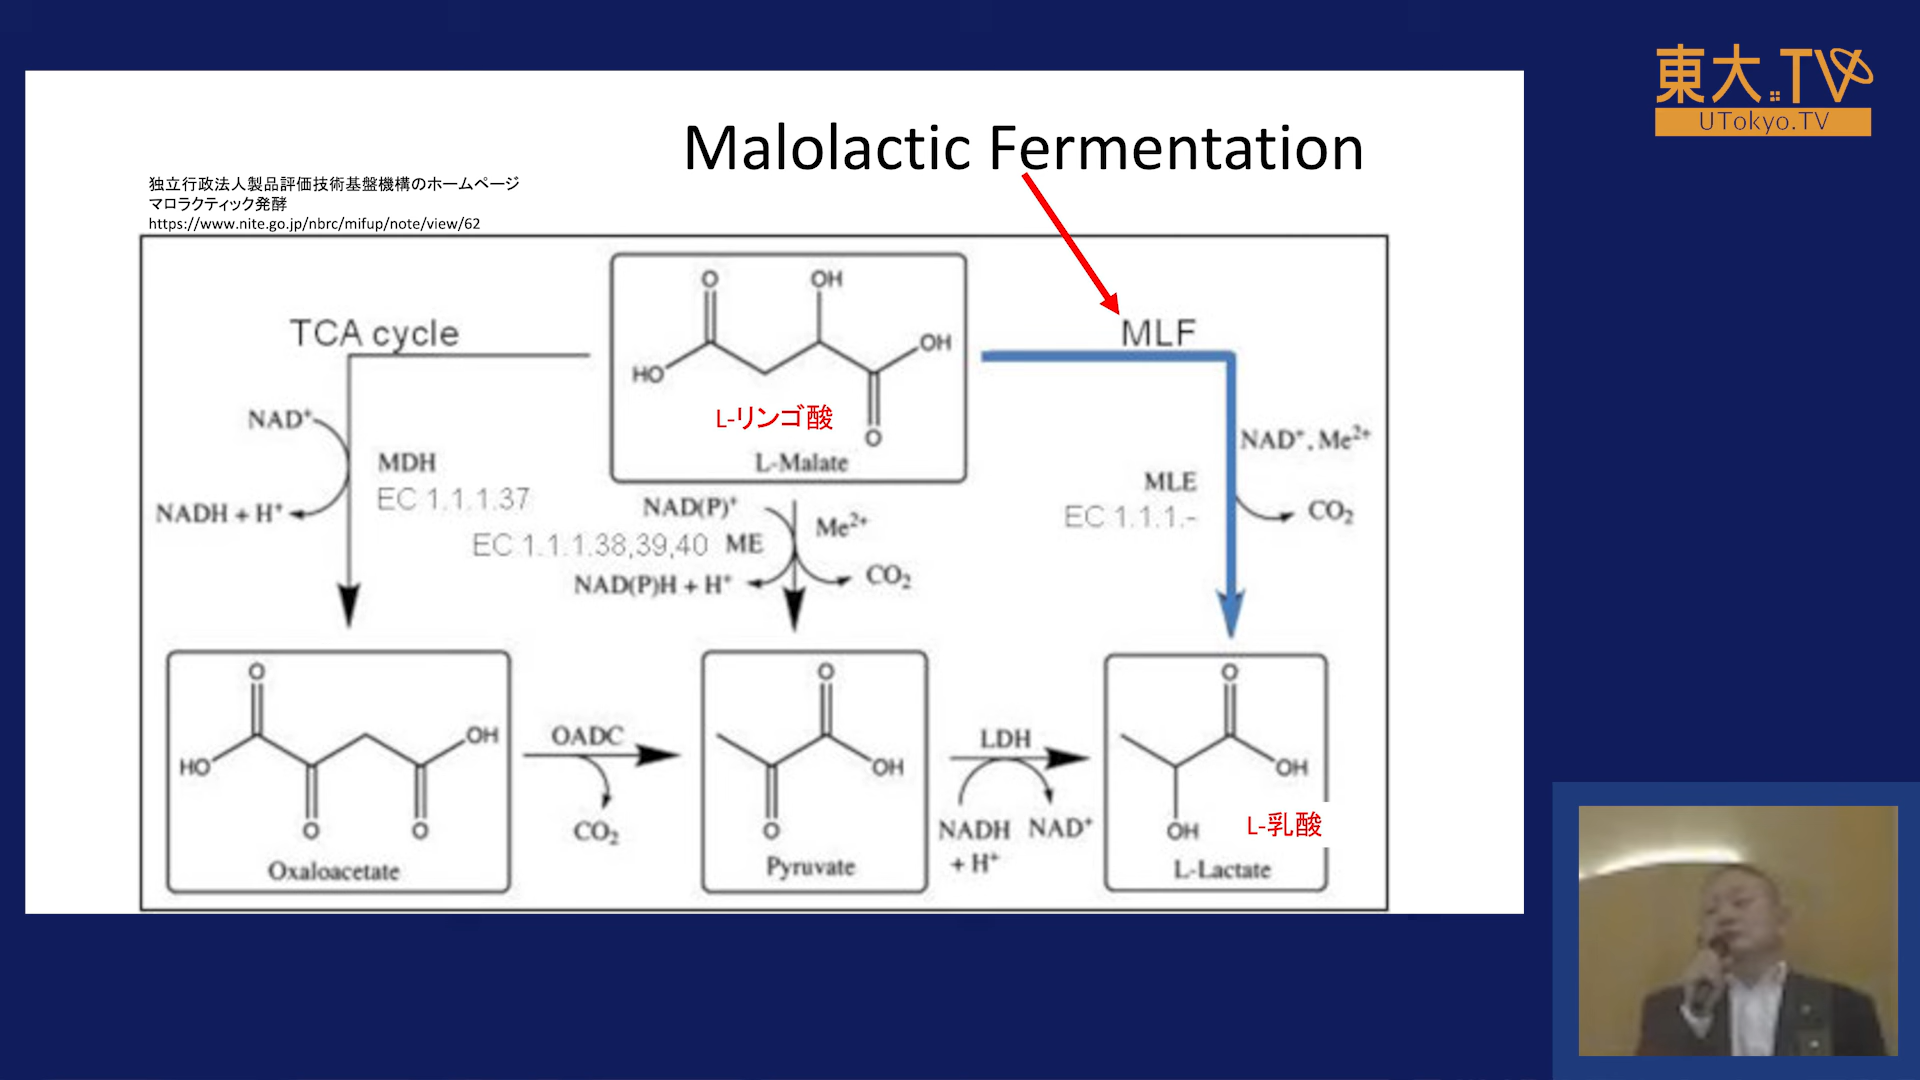 東大.TV
UTokyo.TV
Malolactic Fermentation
独立行政法人製品評価技術基盤機構のホームページ
マロラクティック発酵
https://www.nite.go.jp/nbrc/mifup/note/view/62
O
OH
OH
HO
O
L-リンゴ酸
L-Malate
TCA cycle
NAD⁺
MDH
EC 1.1.1.37
NADH + H⁺
NAD(P)⁺
Me²⁺
EC 1.1.1.38,39,40 ME
NAD(P)H + H⁺
CO₂
MLF
NAD⁺, Me²⁺
MLE
EC 1.1.1.-
CO₂
O
HO
OH
O
O
Oxaloacetate
OADC
CO₂
O
OH
O
Pyruvate
LDH
NADH NAD⁺
+ H⁺
O
OH
OH
L-乳酸
L-Lactate